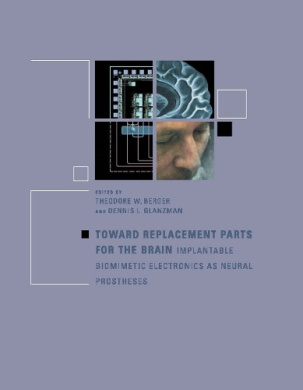 EDITED BY
THEODORE W. BERGER
AND DENNIS L. GLANZMAN
TOWARD REPLACEMENT PARTS
FOR THE BRAIN IMPLANTABLE
BIOMIMETIC ELECTRONICS AS NEURAL
PROSTHESES